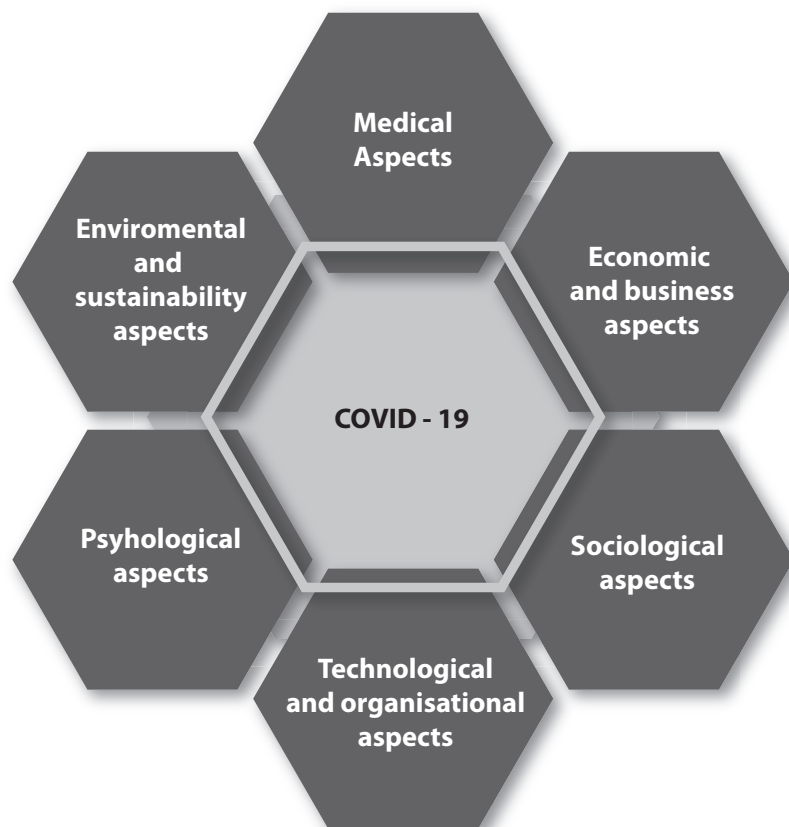 Medical
Aspects
Economic
and business
aspects
Sociological
aspects
Technological
and organisational
aspects
Psyhological
aspects
Enviromental
and
sustainability
aspects
COVID - 19